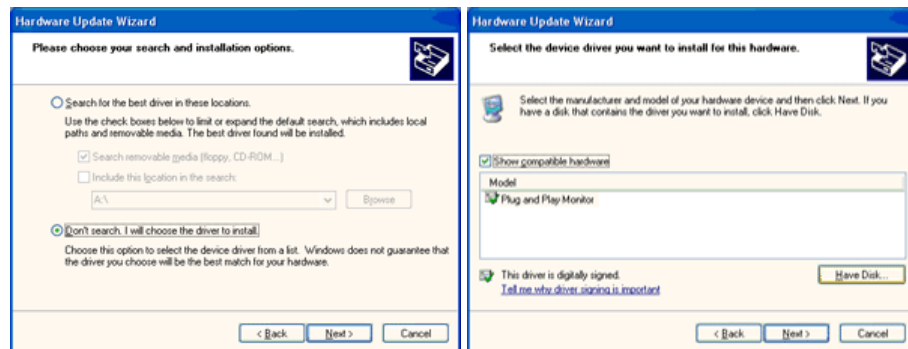 Hardware Update Wizard
Please choose your search and installation options.
Search for the best driver in these locations.
Use the check boxes below to limit or expand the default search, which includes local
paths and removable media. The best driver found will be installed.
Search removable media (floppy, CD-ROM...)
Include this location in the search:
A:\
Browse
Don't search. I will choose the driver to install.
Choose this option to select the device driver from a list. Windows does not guarantee that
the driver you choose will be the best match for your hardware.
< Back
Next >
Cancel
Hardware Update Wizard
Select the device driver you want to install for this hardware.
Select the manufacturer and model of your hardware device and then click Next. If you
have a disk that contains the driver you want to install, click Have Disk.
Show compatible hardware
Model
Plug and Play Monitor
This driver is digitally signed.
Have Disk...
Tell me why driver signing is important
< Back
Next >
Cancel